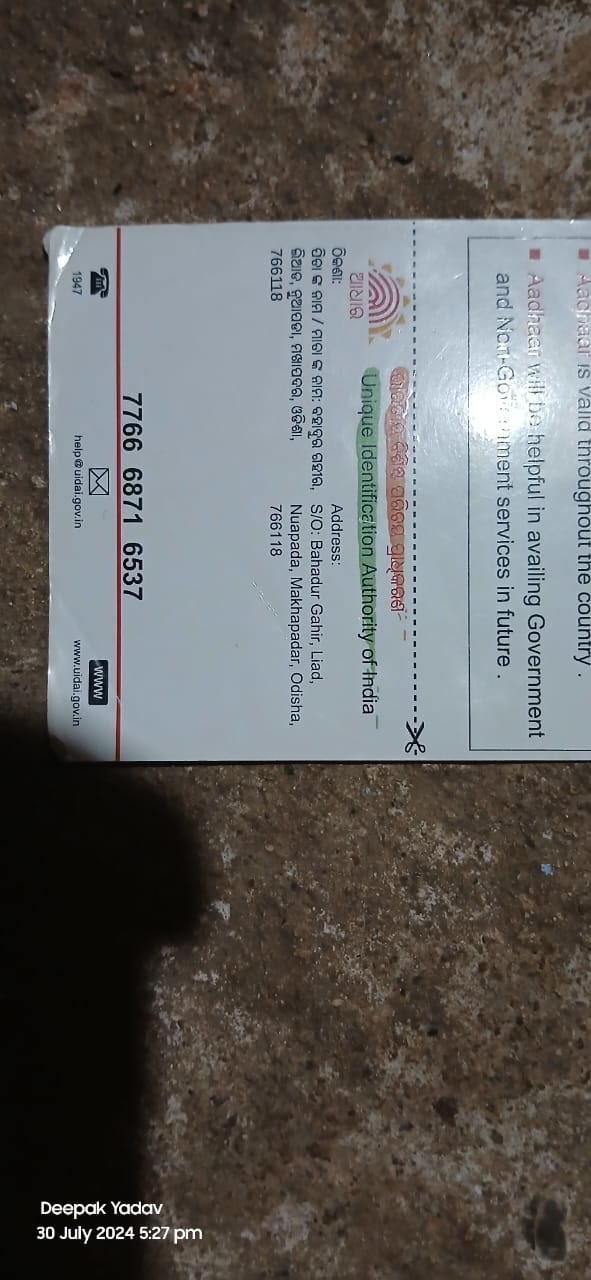 Aadhaar is valid throughout the country .
Aadhaar will be helpful in availing Government
and Non-Government services in future .
ଆଧାର
Unique Identification Authority of India
ଠିକଣା:
766118
Address:
S/O: Bahadur Gahir, Liad,
Nuapada, Makhapadar, Odisha,
766118
7766 6871 6537
1947
help@uidai.gov.in
www
www.uidai.gov.in
Deepak Yadav
30 July 2024 5:27 pm